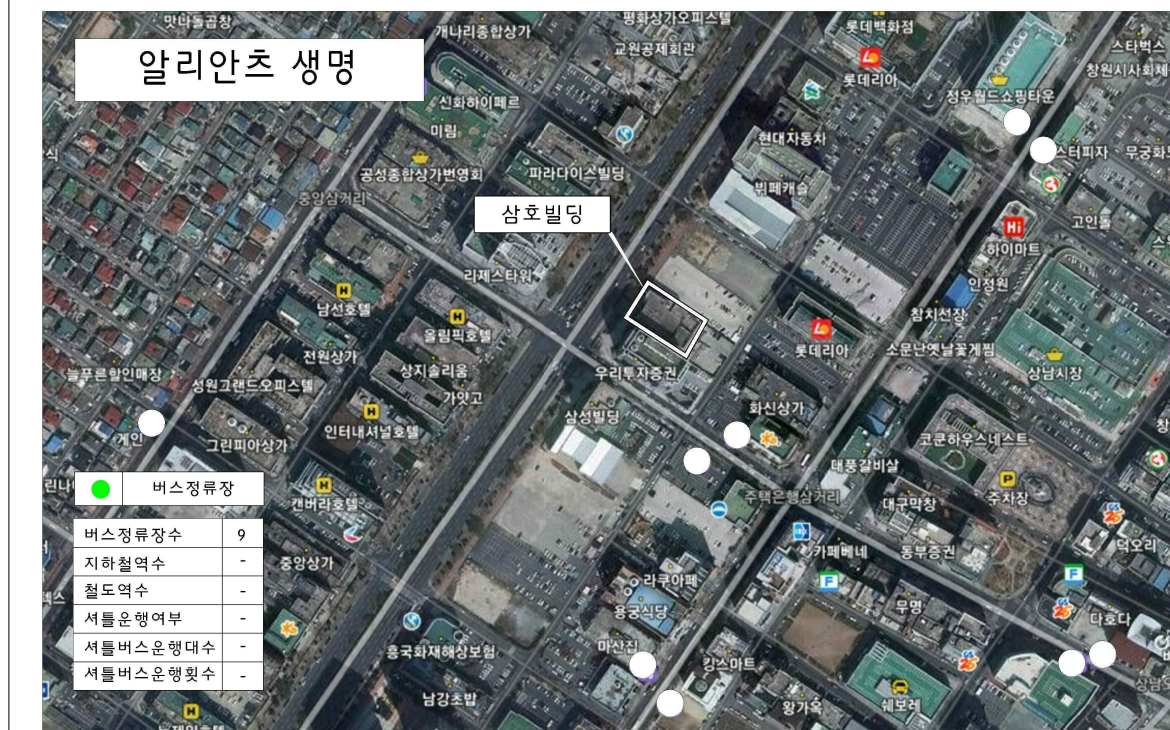 맛나돌곱창
개나리종합상가
평화상가오피스텔
교원공제회관
롯데백화점
롯데리아
스타벅스
창원시사회체
알리안츠 생명
신화하이페르
미림
정우월드쇼핑타운
현대자동차
스터피자
무궁화
공성종합상가번영회
파라다이스빌딩
뷔페캐슬
중앙삼거리
삼호빌딩
고인돌
Hi
하이마트
리제스타워
인정원
남선호텔
올림픽호텔
참치선장
전원상가
롯데리아
소문난옛날꽃게찜
늘푸른할인매장
성원그랜드오피스텔
상지솔리움
가얏고
우리투자증권
상남시장
게인
그린피아상가
인터내셔널호텔
삼성빌딩
화신상가
코쿤하우스네스트
대풍갈비살
버스정류장
캔버라호텔
주택은행삼거리
대구막창
주차장
GS25
버스정류장수 9
지하철역수 -
철도역수 -
셔틀운행여부 -
셔틀버스운행대수 -
셔틀버스운행횟수 -
중앙상가
카페베네
동부증권
덕오리
라쿠아페
용궁식당
무명
GS25
다호다
흥국화재해상보험
마산집
킹스마트
GS25
남강초밥
왕가옥
쉐보레